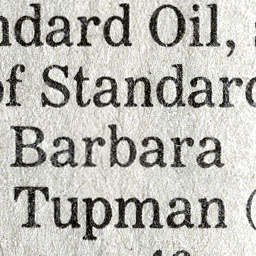 ndard Oil,
of Standard
Barbara
Tupman (